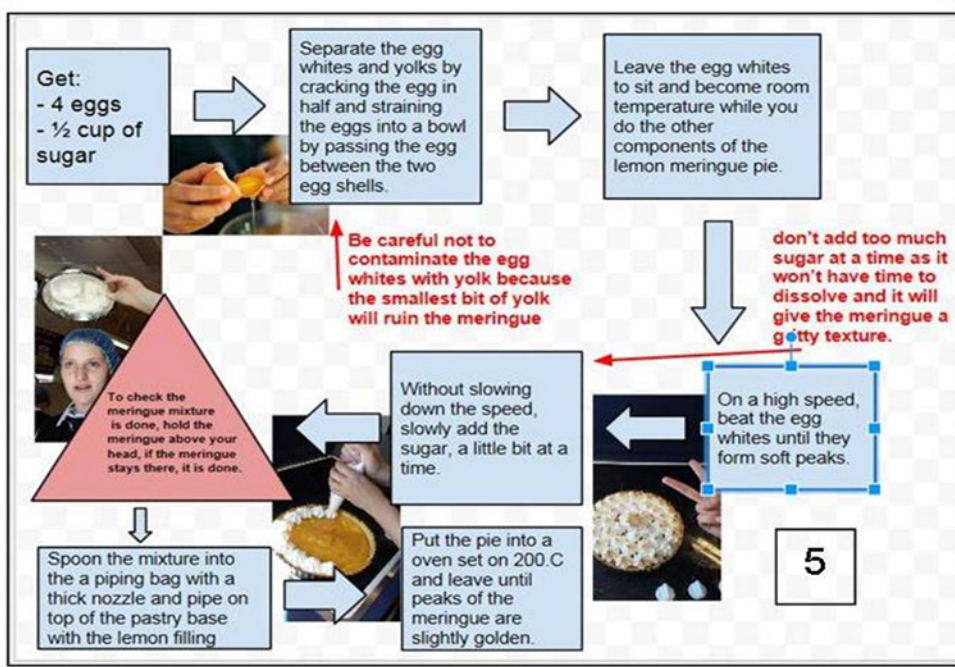 Get:
- 4 eggs
- ½ cup of
sugar
Separate the egg
whites and yolks by
cracking the egg in
half and straining
the eggs into a bowl
by passing the egg
between the two
egg shells.
Leave the egg whites
to sit and become room
temperature while you
do the other
components of the
lemon meringue pie.
Be careful not to
contaminate the egg
whites with yolk because
the smallest bit of yolk
will ruin the meringue
don't add too much
sugar at a time as it
won't have time to
dissolve and it will
give the meringue a
gritty texture.
On a high speed,
beat the egg
whites until they
form soft peaks.
Without slowing
down the speed,
slowly add the
sugar, a little bit at a
time.
To check the
meringue mixture
is done, hold the
meringue above your
head, if the meringue
stays there, it is done.
Spoon the mixture into
the a piping bag with a
thick nozzle and pipe on
top of the pastry base
with the lemon filling
Put the pie into a
oven set on 200.C
and leave until
peaks of the
meringue are
slightly golden.
5